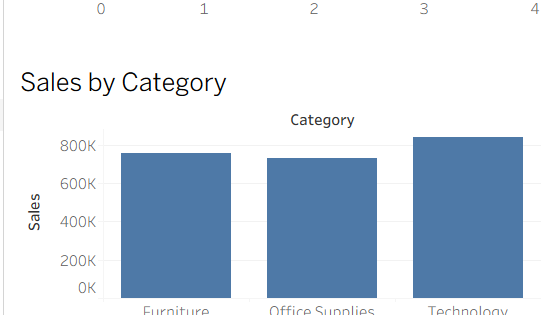 0 1 2 3 4
Sales by Category
Category
800K
600K
400K
200K
0K
Sales
Furniture Office Supplies Technology